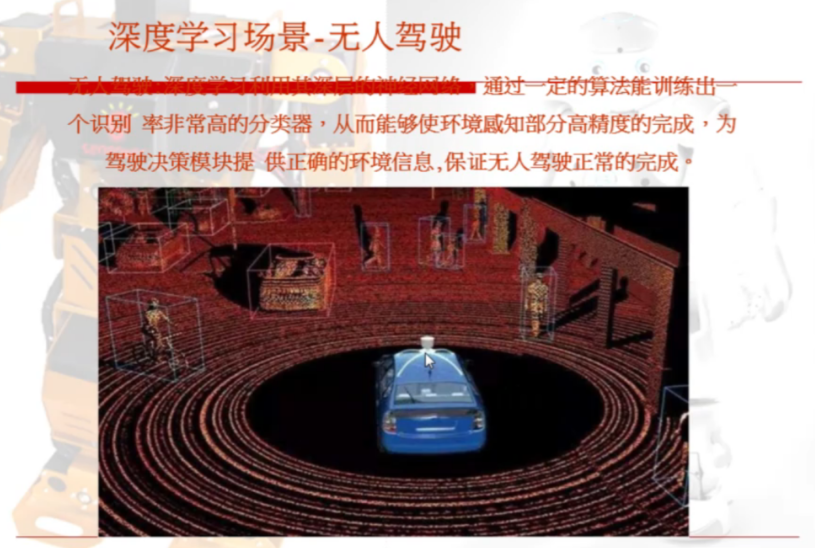 深度学习场景-无人驾驶
无人驾驶:深度学习利用其深层的神经网络，通过一定的算法能训练出一
个识别 率非常高的分类器，从而能够使环境感知部分高精度的完成，为
驾驶决策模块提 供正确的环境信息,保证无人驾驶正常的完成。